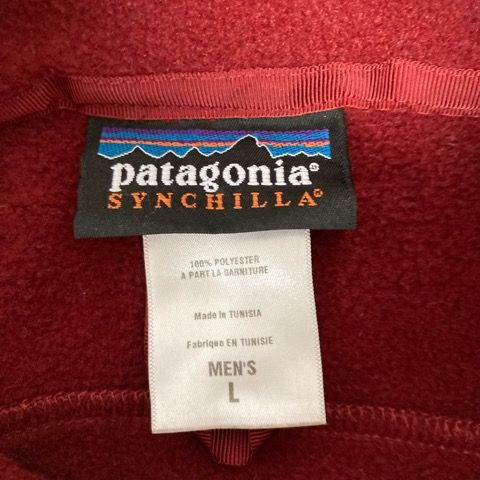 patagonia®
SYNCHILLA®
100% POLYESTER
A PART LA GARNITURE
Made In TUNISIA
Fabrique EN TUNISIE
MEN'S
L